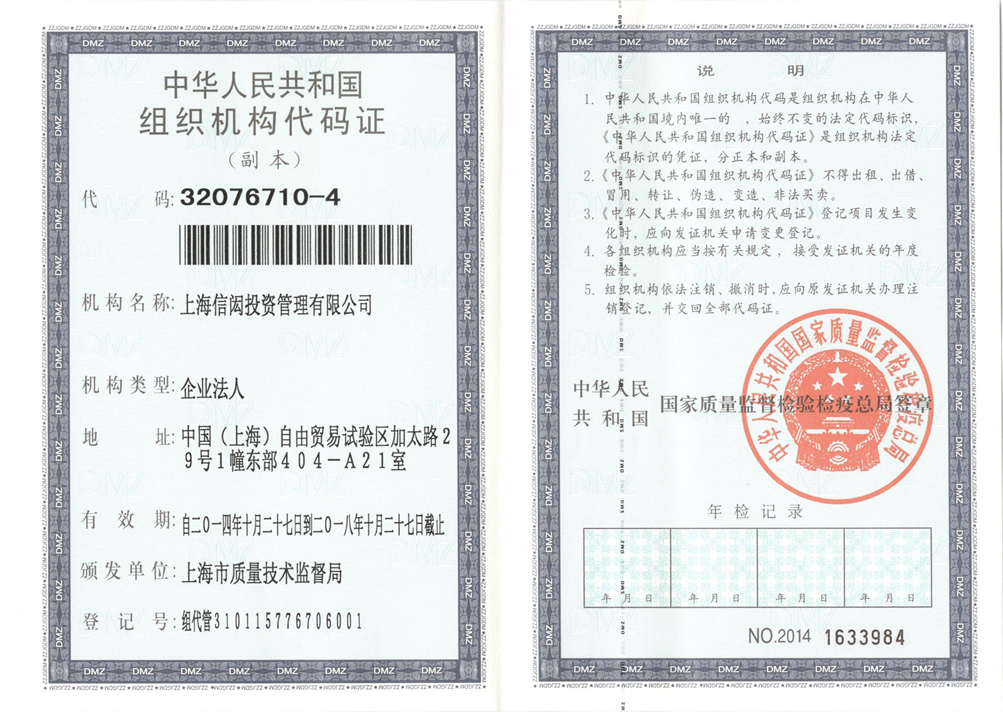 中华人民共和国
组织机构代码证
（副本）
代 码: 32076710-4
机构名称: 上海信闳投资管理有限公司
机构类型: 企业法人
地 址: 中国（上海）自由贸易试验区加太路2
9号1幢东部404-A21室
有 效 期: 自二〇一四年十月二十七日到二〇一八年十月二十七日截止
颁发单位: 上海市质量技术监督局
登 记 号: 组代管310115776706001
说 明
1. 中华人民共和国组织机构代码是组织机构在中华人
民共和国境内唯一的 、始终不变的法定代码标识，
《中华人民共和国组织机构代码证》是组织机构法定
代码标识的凭证，分正本和副本。
2.《中华人民共和国组织机构代码证》不得出租、出借、
冒用、转让、伪造、变造、非法买卖。
3.《中华人民共和国组织机构代码证》登记项目发生变
化时，应向发证机关申请变更登记。
4. 各组织机构应当按有关规定，接受发证机关的年度
检验。
5. 组织机构依法注销、撤消时，应向原发证机关办理注
销登记，并交回全部代码证。
中华人民
共和国 国家质量监督检验检疫总局签章
中华人民共和国国家质量监督检验检疫总局
年检记录
年 月 日 年 月 日 年 月 日 年 月 日
NO.2014 1633984